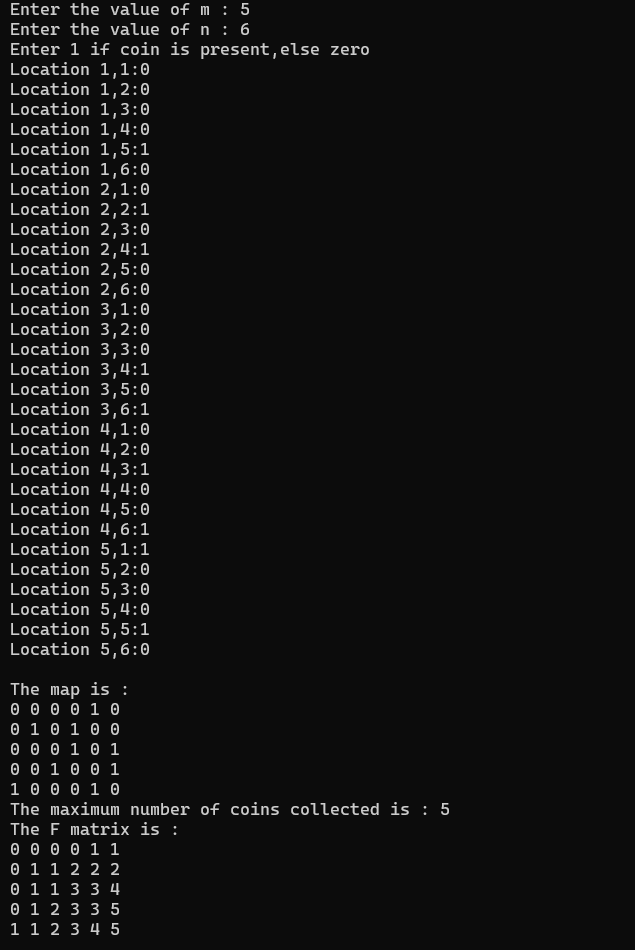 Enter the value of m : 5
Enter the value of n : 6
Enter 1 if coin is present,else zero
Location 1,1:0
Location 1,2:0
Location 1,3:0
Location 1,4:0
Location 1,5:1
Location 1,6:0
Location 2,1:0
Location 2,2:1
Location 2,3:0
Location 2,4:1
Location 2,5:0
Location 2,6:0
Location 3,1:0
Location 3,2:0
Location 3,3:0
Location 3,4:1
Location 3,5:0
Location 3,6:1
Location 4,1:0
Location 4,2:0
Location 4,3:1
Location 4,4:0
Location 4,5:0
Location 4,6:1
Location 5,1:1
Location 5,2:0
Location 5,3:0
Location 5,4:0
Location 5,5:1
Location 5,6:0
The map is :
0 0 0 0 1 0
0 1 0 1 0 0
0 0 0 1 0 1
0 0 1 0 0 1
1 0 0 0 1 0
The maximum number of coins collected is : 5
The F matrix is :
0 0 0 0 1 1
0 1 1 2 2 2
0 1 1 3 3 4
0 1 2 3 3 5
1 1 2 3 4 5